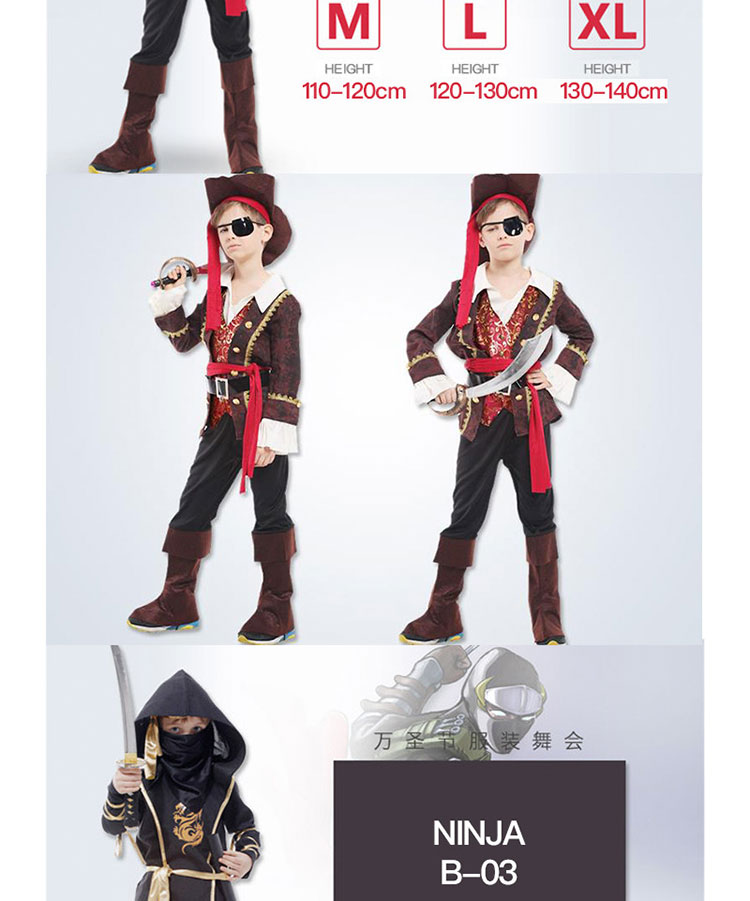 M L XL
HEIGHT HEIGHT HEIGHT
110-120cm 120-130cm 130-140cm
万圣节服装舞会
NINJA
B-03